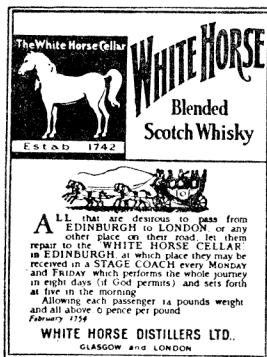 The White Horse Cellar
Estab 1742
WHITE HORSE
Blended
Scotch Whisky
ALL that are desirous to pass from
EDINBURGH to LONDON, or any
other place on their road, let them
repair to the 'WHITE HORSE CELLAR'
in EDINBURGH, at which place they may be
received in a STAGE COACH every MONDAY
and FRIDAY which performs the whole journey
in eight days (if God permits) and sets forth
at five in the morning
Allowing each passenger 14 pounds weight
and all above 6 pence per pound
February 1754
WHITE HORSE DISTILLERS LTD.,
GLASGOW and LONDON